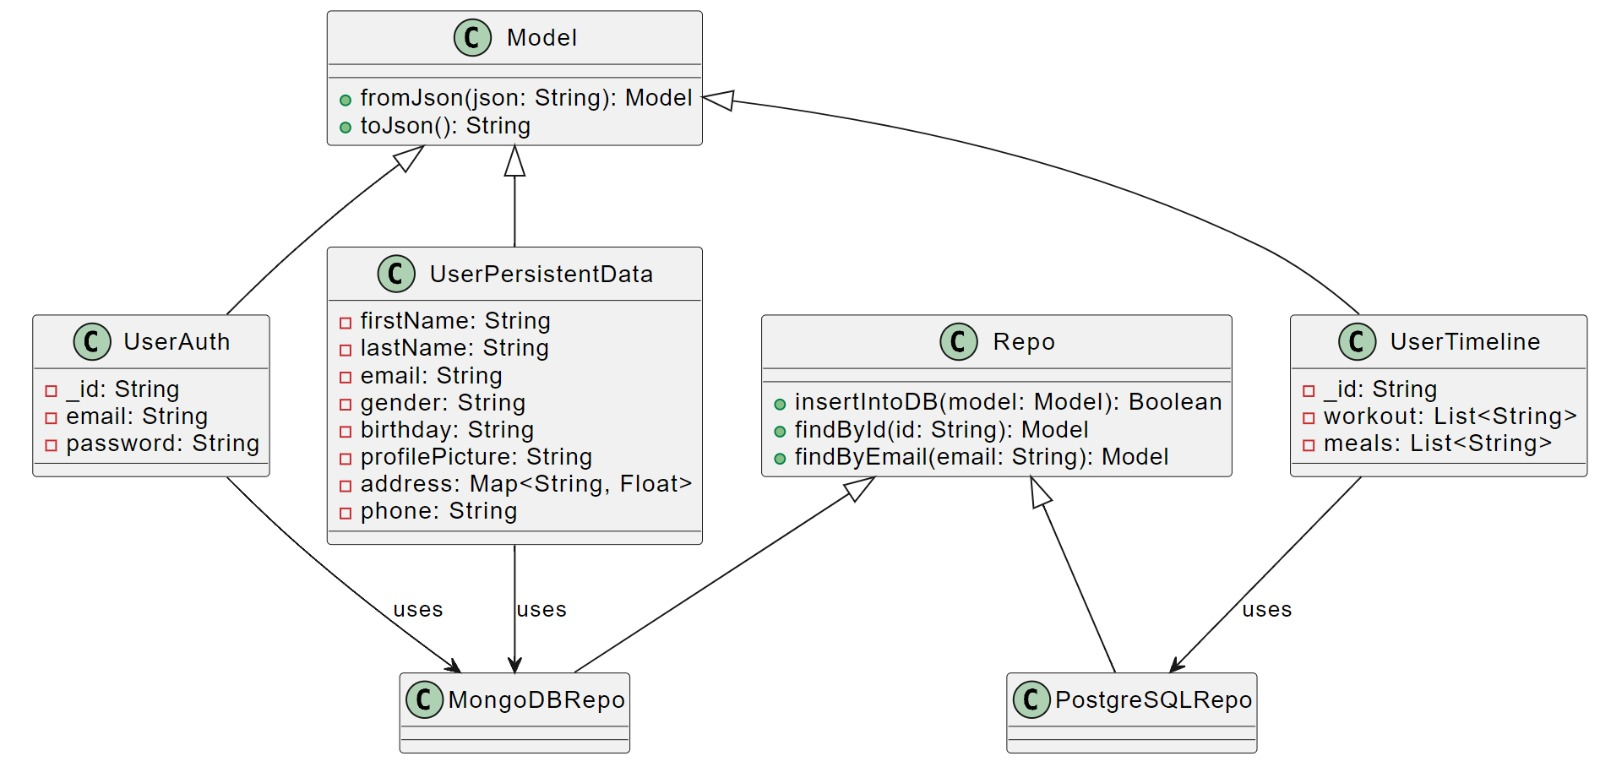 C Model
fromJson(json: String): Model
toJson(): String
C UserAuth
_id: String
email: String
password: String
C UserPersistentData
firstName: String
lastName: String
email: String
gender: String
birthday: String
profilePicture: String
address: Map<String, Float>
phone: String
C Repo
insertIntoDB(model: Model): Boolean
findById(id: String): Model
findByEmail(email: String): Model
C UserTimeline
_id: String
workout: List<String>
meals: List<String>
uses
uses
uses
C MongoDBRepo
C PostgreSQLRepo